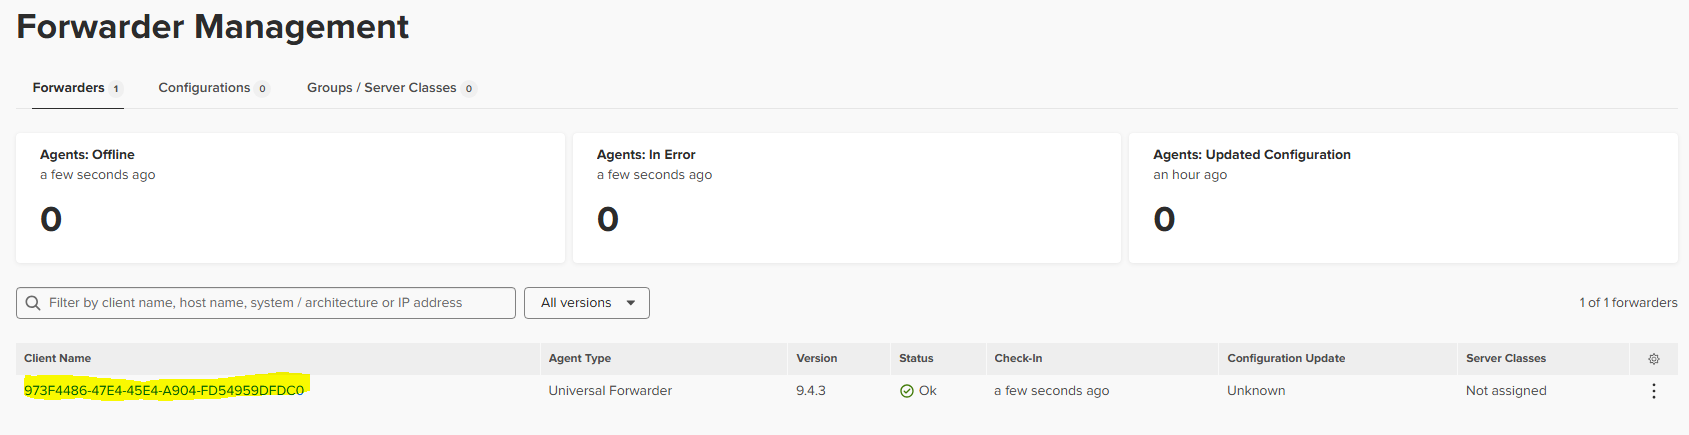 Forwarder Management
Forwarders 1 Configurations 0 Groups / Server Classes 0
Agents: Offline Agents: In Error Agents: Updated Configuration
a few seconds ago a few seconds ago an hour ago
0 0 0
Filter by client name, host name, system / architecture or IP address All versions 1 of 1 forwarders
Client Name Agent Type Version Status Check-In Configuration Update Server Classes
973F4486-47E4-45E4-A904-FD54959DFDC0 Universal Forwarder 9.4.3 Ok a few seconds ago Unknown Not assigned